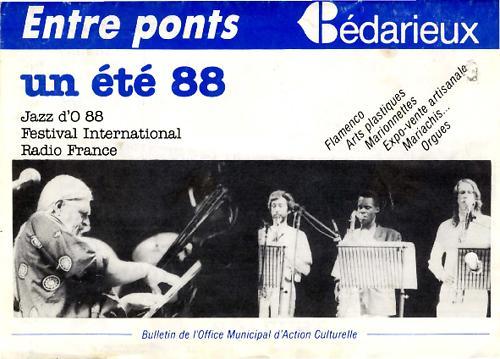 Entre ponts
Bédarieux
un été 88
Jazz d'O 88
Festival International
Radio France
Flamenco
Arts plastiques
Marionnettes
Expo-vente artisanale
Mariachis...
Orgues
Bulletin de l'Office Municipal d'Action Culturelle